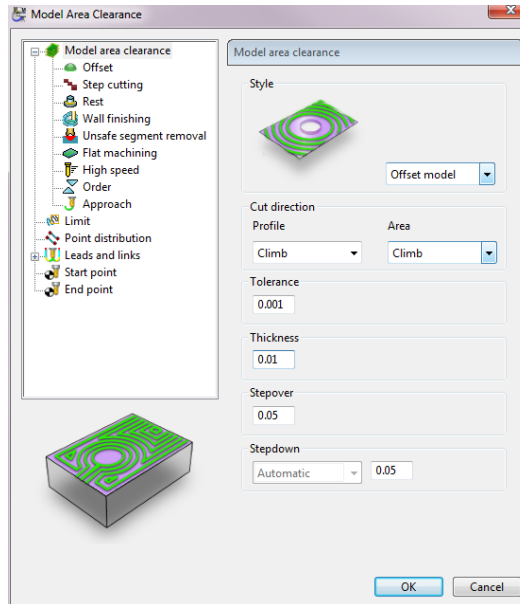 Model Area Clearance
Model area clearance
Offset
Step cutting
Rest
Wall finishing
Unsafe segment removal
Flat machining
High speed
Order
Approach
Limit
Point distribution
Leads and links
Start point
End point
Model area clearance
Style
Offset model
Cut direction
Profile Area
Climb Climb
Tolerance
0.001
Thickness
0.01
Stepover
0.05
Stepdown
Automatic 0.05
OK Cancel